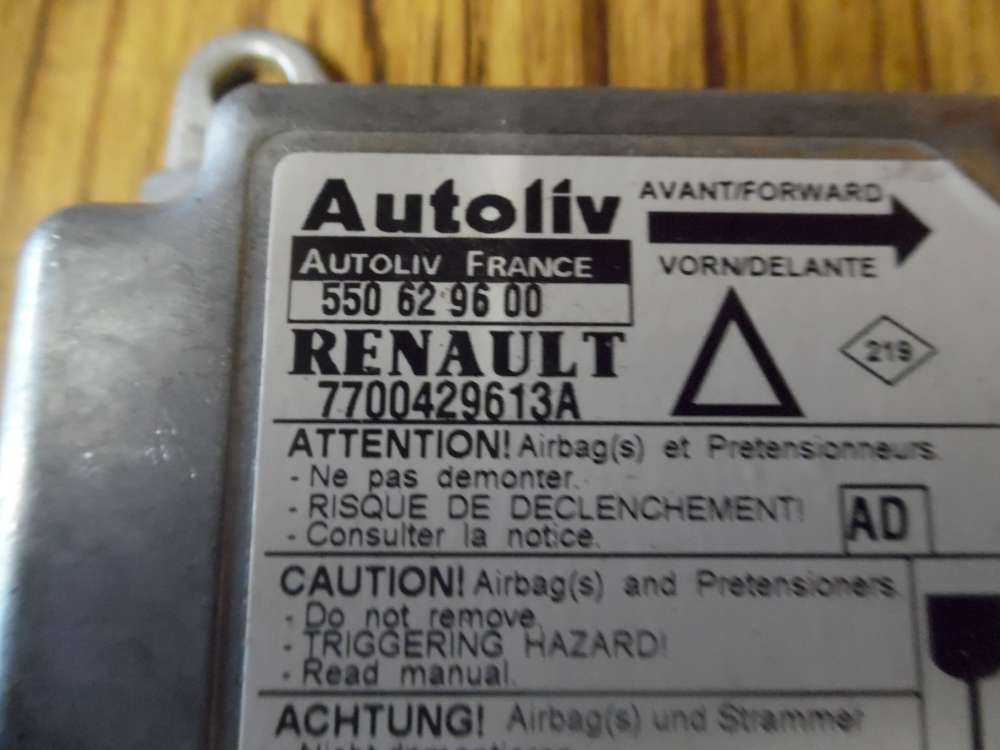 Autoliv
AUTOLIV FRANCE
550 62 96 00
RENAULT
7700429613A
AVANT/FORWARD
VORN/DELANTE
219
ATTENTION! Airbag(s) et Pretensionneurs.
- Ne pas demonter.
- RISQUE DE DECLENCHEMENT!
- Consulter la notice.
AD
CAUTION! Airbag(s) and Pretensioners.
- Do not remove.
- TRIGGERING HAZARD!
- Read manual.
ACHTUNG! Airbag(s) und Strammer
- Nicht demontieren